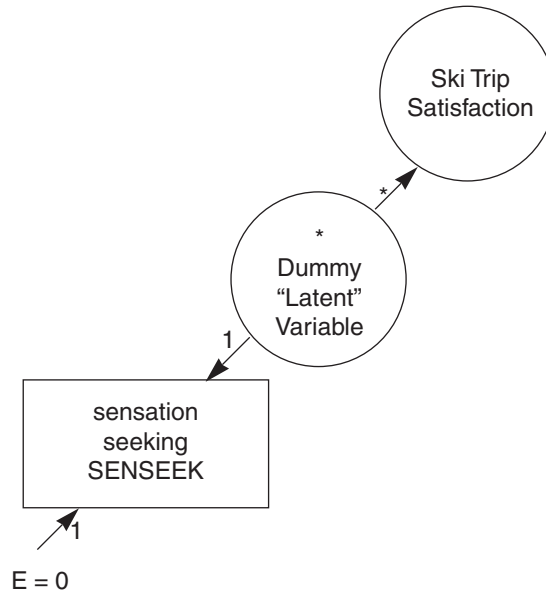 Ski Trip
Satisfaction
*
*
Dummy
“Latent”
Variable
1
sensation
seeking
SENSEEK
1
E = 0